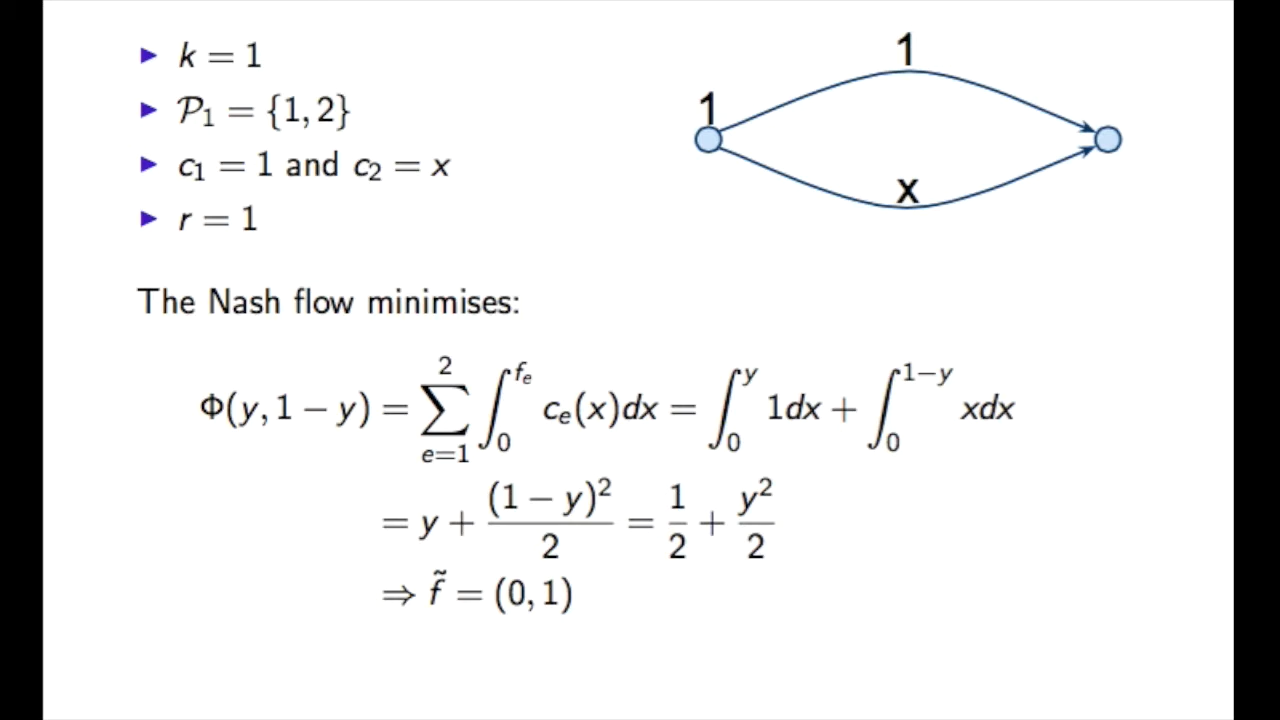 ▶ k = 1
▶ 𝒫₁ = {1, 2}
▶ c₁ = 1 and c₂ = x
▶ r = 1
1
1
x
The Nash flow minimises:
Φ(y, 1 − y) = ∑_{e=1}^{2} ∫_0^{f_e} c_e(x)dx = ∫_0^y 1dx + ∫_0^{1−y} xdx
= y + (1 − y)²/2 = 1/2 + y²/2
⇒ f̃ = (0, 1)